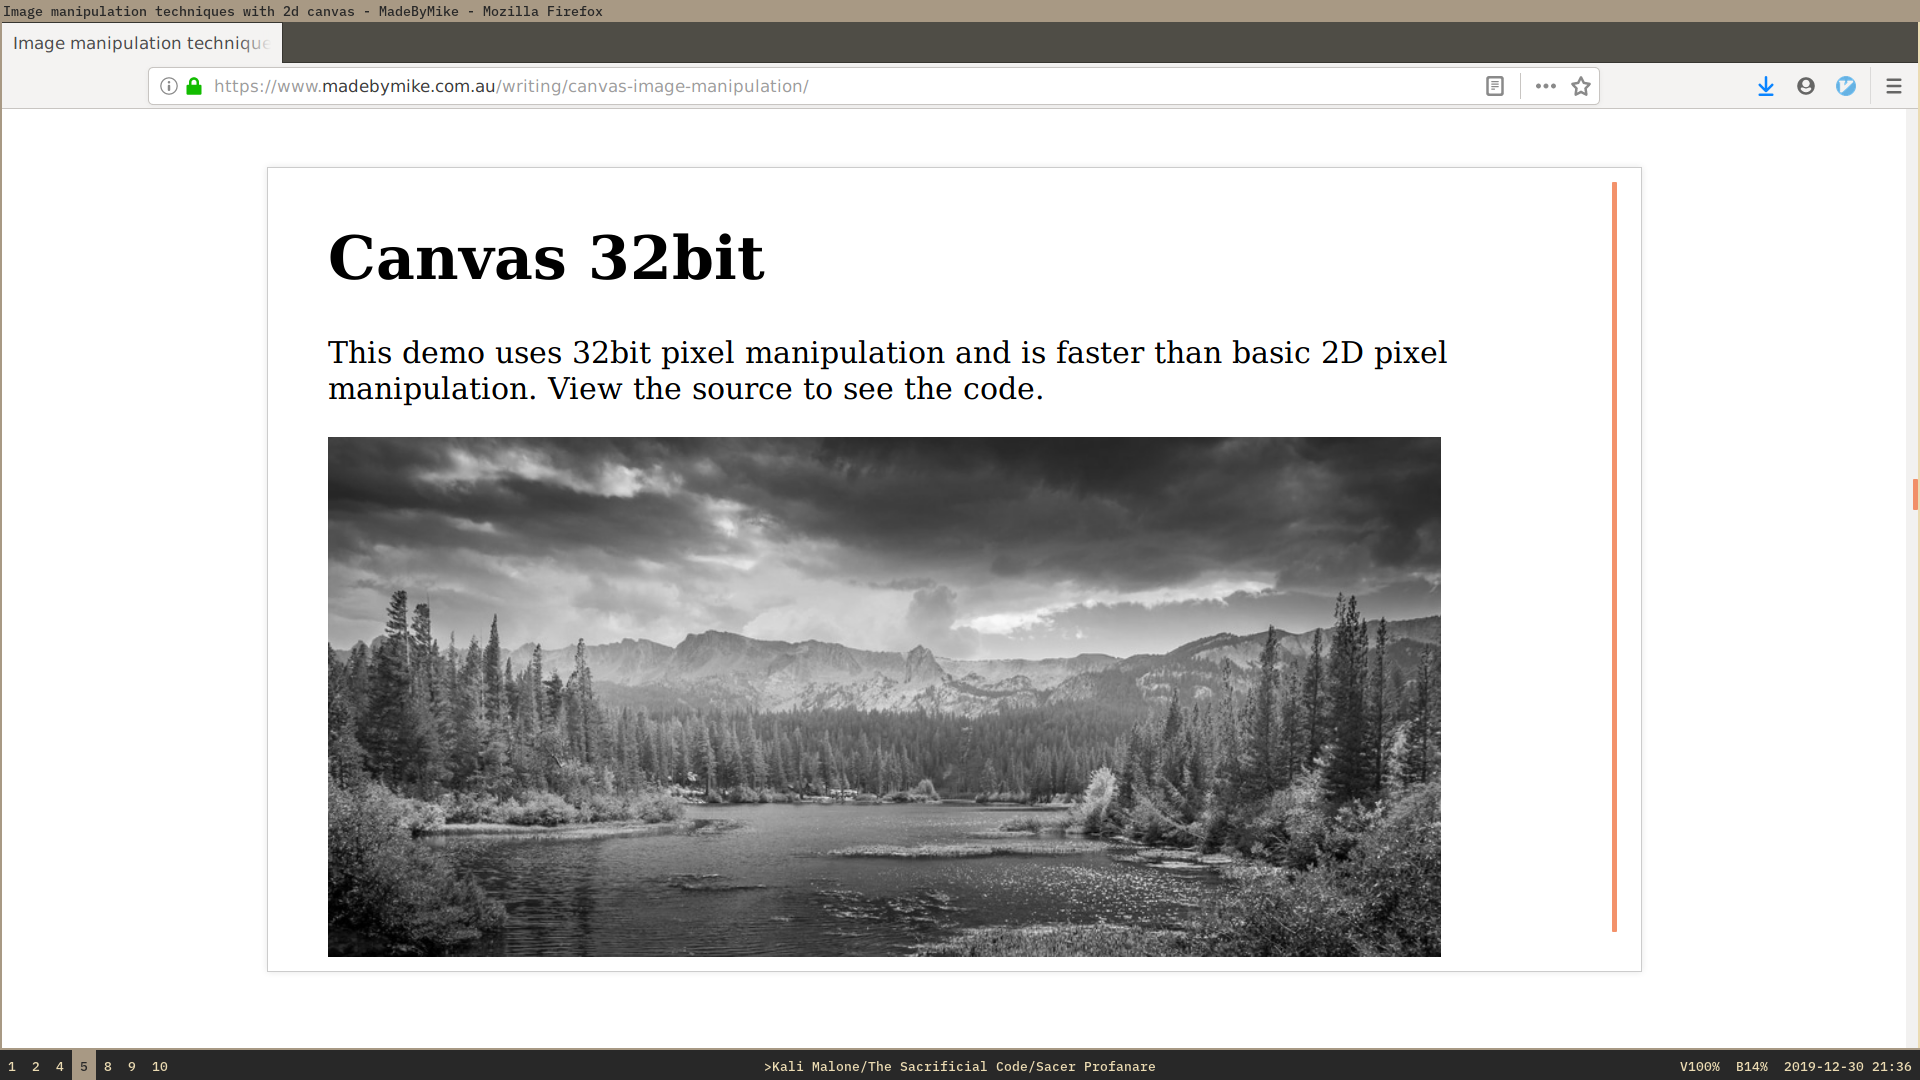 Image manipulation techniques with 2d canvas - MadeByMike - Mozilla Firefox
Image manipulation technique
https://www.madebymike.com.au/writing/canvas-image-manipulation/
Canvas 32bit
This demo uses 32bit pixel manipulation and is faster than basic 2D pixel
manipulation. View the source to see the code.
1 2 4 5 8 9 10 >Kali Malone/The Sacrificial Code/Sacer Profanare V100% B14% 2019-12-30 21:36